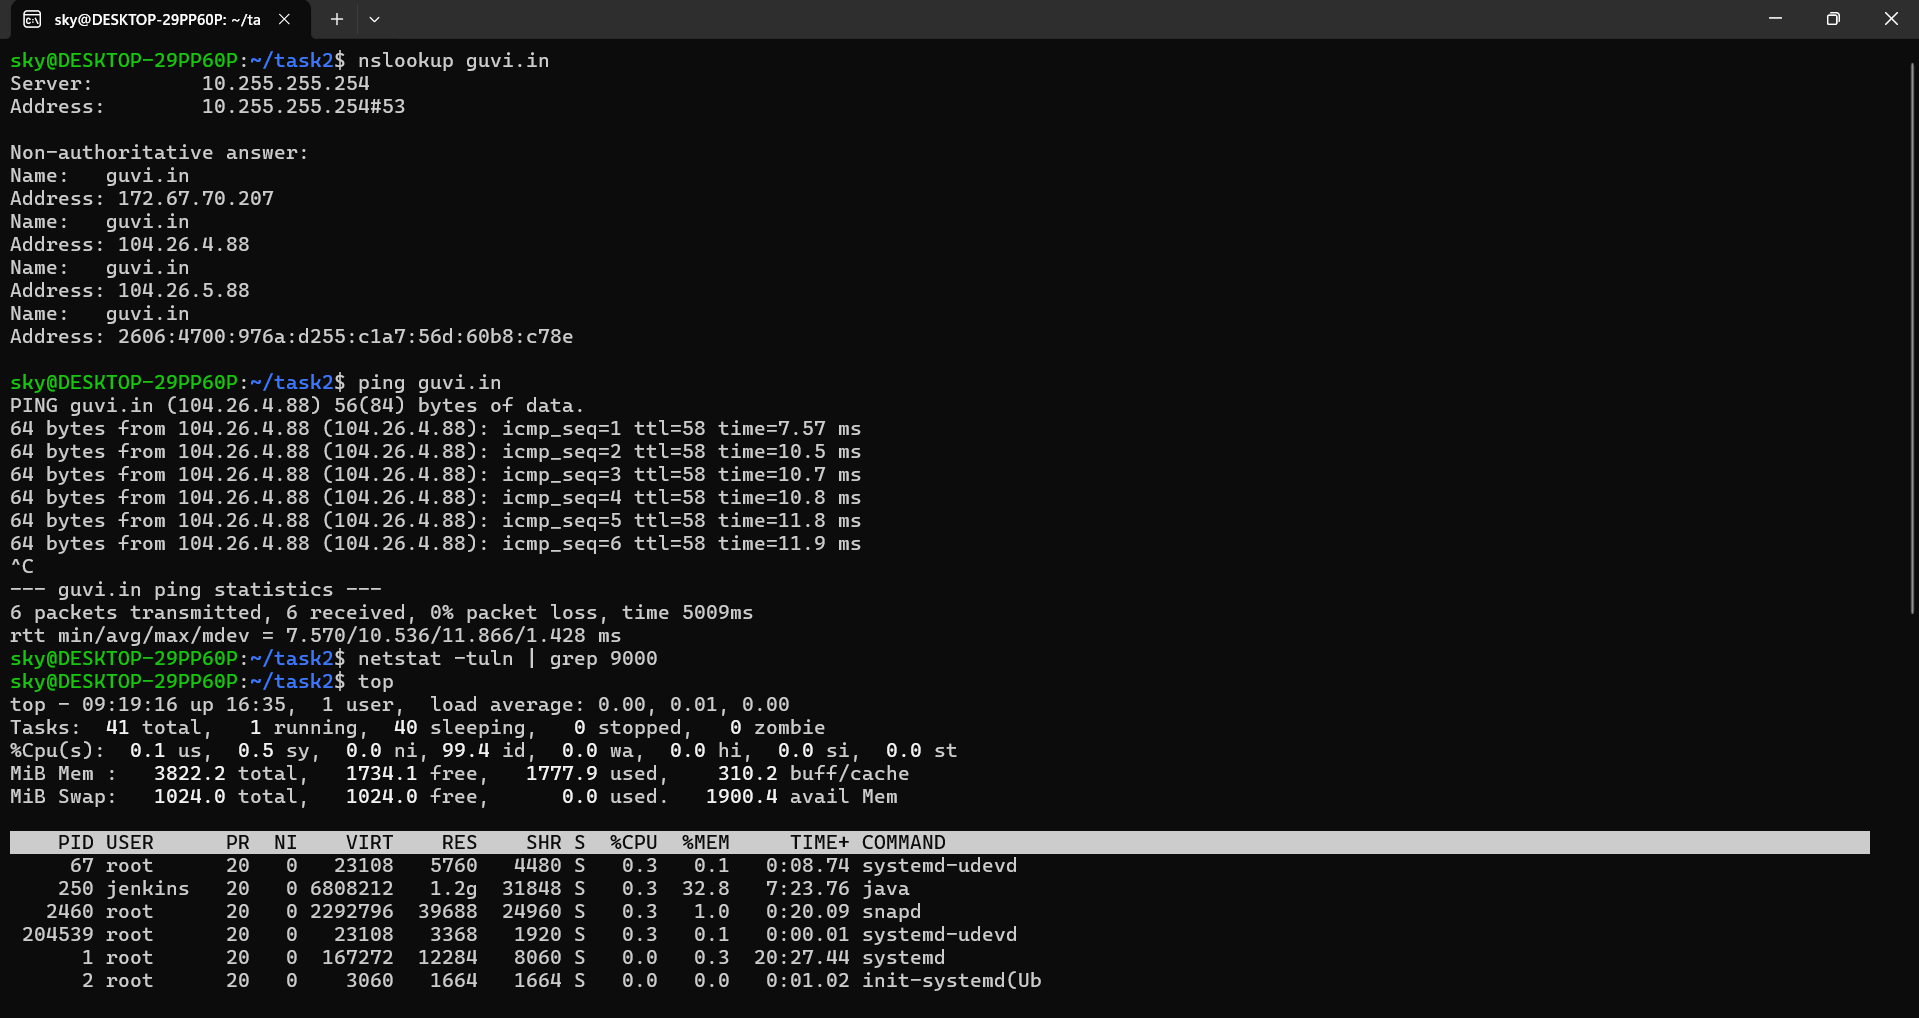 sky@DESKTOP-29PP60P: ~/ta
sky@DESKTOP-29PP60P:~/task2$ nslookup guvi.in
Server:         10.255.255.254
Address:        10.255.255.254#53
Non-authoritative answer:
Name:   guvi.in
Address: 172.67.70.207
Name:   guvi.in
Address: 104.26.4.88
Name:   guvi.in
Address: 104.26.5.88
Name:   guvi.in
Address: 2606:4700:976a:d255:c1a7:56d:60b8:c78e
sky@DESKTOP-29PP60P:~/task2$ ping guvi.in
PING guvi.in (104.26.4.88) 56(84) bytes of data.
64 bytes from 104.26.4.88 (104.26.4.88): icmp_seq=1 ttl=58 time=7.57 ms
64 bytes from 104.26.4.88 (104.26.4.88): icmp_seq=2 ttl=58 time=10.5 ms
64 bytes from 104.26.4.88 (104.26.4.88): icmp_seq=3 ttl=58 time=10.7 ms
64 bytes from 104.26.4.88 (104.26.4.88): icmp_seq=4 ttl=58 time=10.8 ms
64 bytes from 104.26.4.88 (104.26.4.88): icmp_seq=5 ttl=58 time=11.8 ms
64 bytes from 104.26.4.88 (104.26.4.88): icmp_seq=6 ttl=58 time=11.9 ms
^C
--- guvi.in ping statistics ---
6 packets transmitted, 6 received, 0% packet loss, time 5009ms
rtt min/avg/max/mdev = 7.570/10.536/11.866/1.428 ms
sky@DESKTOP-29PP60P:~/task2$ netstat -tuln | grep 9000
sky@DESKTOP-29PP60P:~/task2$ top
top - 09:19:16 up 16:35,  1 user,  load average: 0.00, 0.01, 0.00
Tasks:  41 total,   1 running,  40 sleeping,   0 stopped,   0 zombie
%Cpu(s):  0.1 us,  0.5 sy,  0.0 ni, 99.4 id,  0.0 wa,  0.0 hi,  0.0 si,  0.0 st
MiB Mem :   3822.2 total,   1734.1 free,   1777.9 used,    310.2 buff/cache
MiB Swap:   1024.0 total,   1024.0 free,      0.0 used.   1900.4 avail Mem
    PID USER      PR  NI    VIRT    RES    SHR S  %CPU  %MEM     TIME+ COMMAND
     67 root      20   0   23108   5760   4480 S   0.3   0.1   0:08.74 systemd-udevd
    250 jenkins   20   0 6808212   1.2g  31848 S   0.3  32.8   7:23.76 java
   2460 root      20   0 2292796  39688  24960 S   0.3   1.0   0:20.09 snapd
 204539 root      20   0   23108   3368   1920 S   0.3   0.1   0:00.01 systemd-udevd
      1 root      20   0  167272  12284   8060 S   0.0   0.3  20:27.44 systemd
      2 root      20   0    3060   1664   1664 S   0.0   0.0   0:01.02 init-systemd(Ub